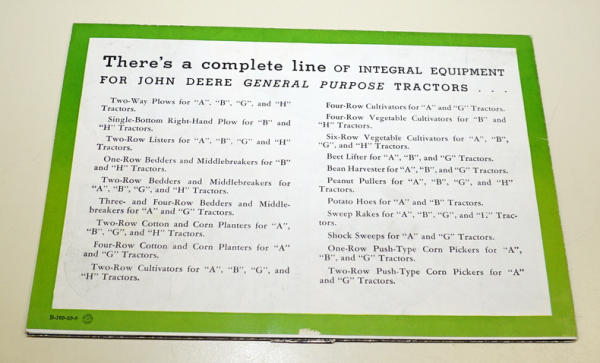 There's a complete line OF INTEGRAL EQUIPMENT
FOR JOHN DEERE GENERAL PURPOSE TRACTORS . . .
Two-Way Plows for "A", "B", "G", and "H"
Tractors.
Single-Bottom Right-Hand Plow for "B" and
"H" Tractors.
Two-Row Listers for "A", "B", "G" and "H"
Tractors.
One-Row Bedders and Middlebreakers for "B"
and "H" Tractors.
Two-Row Bedders and Middlebreakers for
"A", "B", "G", and "H" Tractors.
Three- and Four-Row Bedders and Middle-
breakers for "A" and "G" Tractors.
Two-Row Cotton and Corn Planters for "A",
"B", "G", and "H" Tractors.
Four-Row Cotton and Corn Planters for "A"
and "G" Tractors.
Two-Row Cultivators for "A", "B", "G", and
"H" Tractors.
Four-Row Cultivators for "A" and "G" Tractors.
Four-Row Vegetable Cultivators for "B" and
"H" Tractors.
Six-Row Vegetable Cultivators for "A", "B",
"G", and "H" Tractors.
Beet Lifter for "A", "B", and "G" Tractors.
Bean Harvester for "A", "B", and "G" Tractors.
Peanut Pullers for "A", "B", "G", and "H"
Tractors.
Potato Hoes for "A" and "B" Tractors.
Sweep Rakes for "A", "B", "G", and "H" Trac-
tors.
Shock Sweeps for "A" and "G" Tractors.
One-Row Push-Type Corn Pickers for "A",
"B", and "G" Tractors.
Two-Row Push-Type Corn Pickers for "A"
and "G" Tractors.